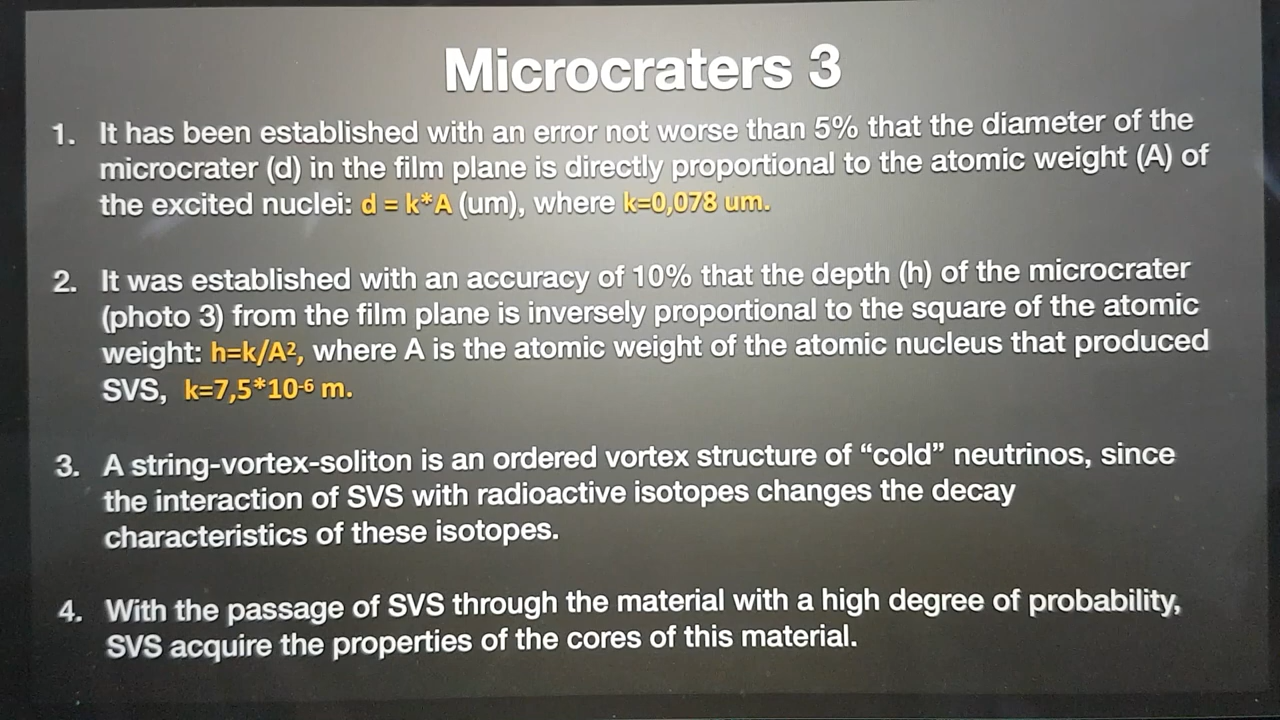 Microcraters 3
1. It has been established with an error not worse than 5% that the diameter of the
microcrater (d) in the film plane is directly proportional to the atomic weight (A) of
the excited nuclei: d = k*A (um), where k=0,078 um.
2. It was established with an accuracy of 10% that the depth (h) of the microcrater
(photo 3) from the film plane is inversely proportional to the square of the atomic
weight: h=k/A², where A is the atomic weight of the atomic nucleus that produced
SVS, k=7,5*10⁻⁶ m.
3. A string-vortex-soliton is an ordered vortex structure of “cold” neutrinos, since
the interaction of SVS with radioactive isotopes changes the decay
characteristics of these isotopes.
4. With the passage of SVS through the material with a high degree of probability,
SVS acquire the properties of the cores of this material.